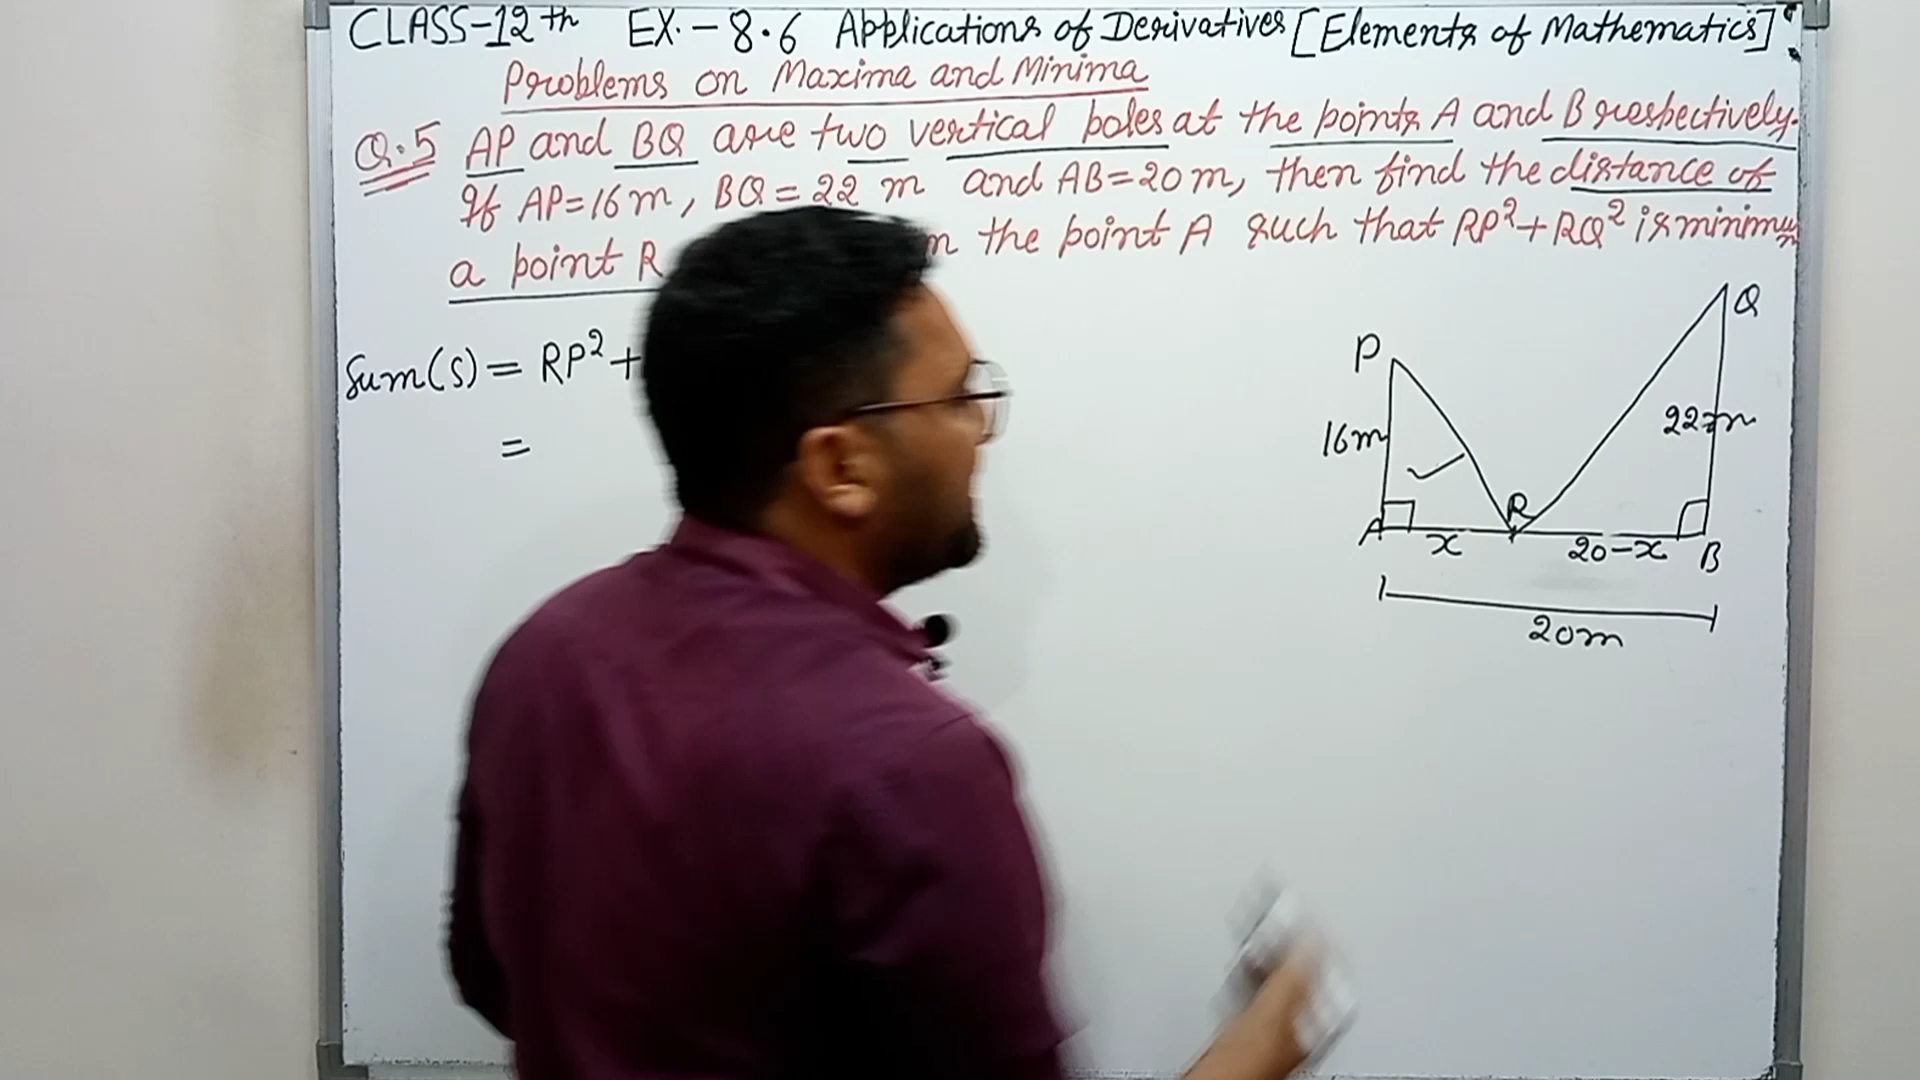 CLASS-12th EX.-8.6 Applications of Derivatives [Elements of Mathematics]
Problems on Maxima and Minima
Q.5 AP and BQ are two vertical poles at the points A and B respectively.
If AP=16m, BQ=22 m and AB=20m, then find the distance of
a point R the point A such that RP²+RQ² is
Sum(S) = RP²+
=
P
Q
16m
22m
A
x
R
20-x
B
20m